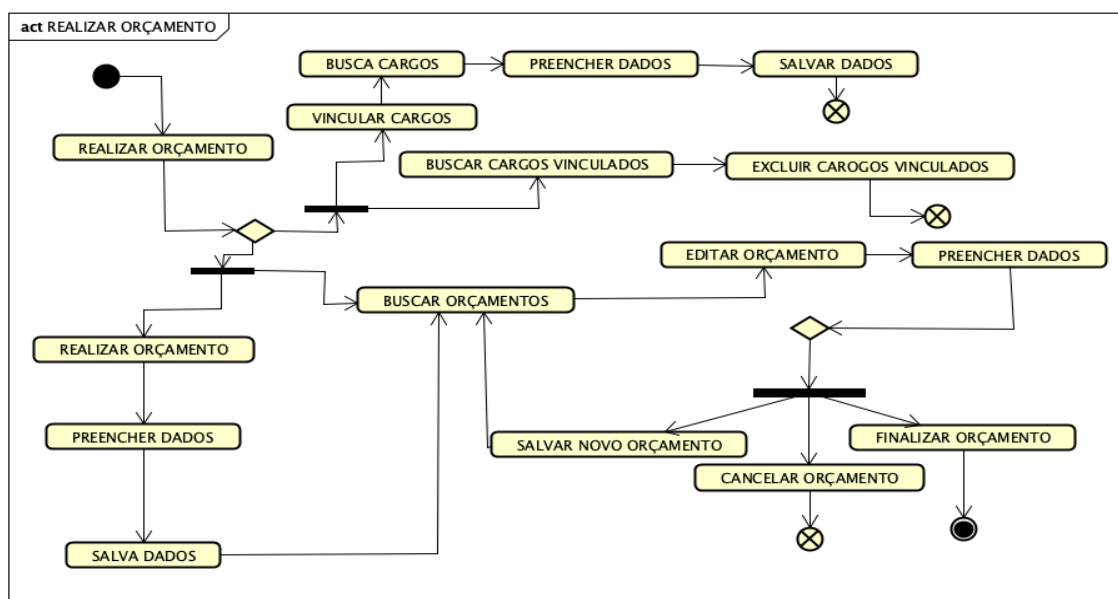 act REALIZAR ORÇAMENTO
BUSCA CARGOS
PREENCHER DADOS
SALVAR DADOS
VINCULAR CARGOS
REALIZAR ORÇAMENTO
BUSCAR CARGOS VINCULADOS
EXCLUIR CAROGOS VINCULADOS
EDITAR ORÇAMENTO
PREENCHER DADOS
BUSCAR ORÇAMENTOS
REALIZAR ORÇAMENTO
PREENCHER DADOS
SALVAR NOVO ORÇAMENTO
FINALIZAR ORÇAMENTO
CANCELAR ORÇAMENTO
SALVA DADOS